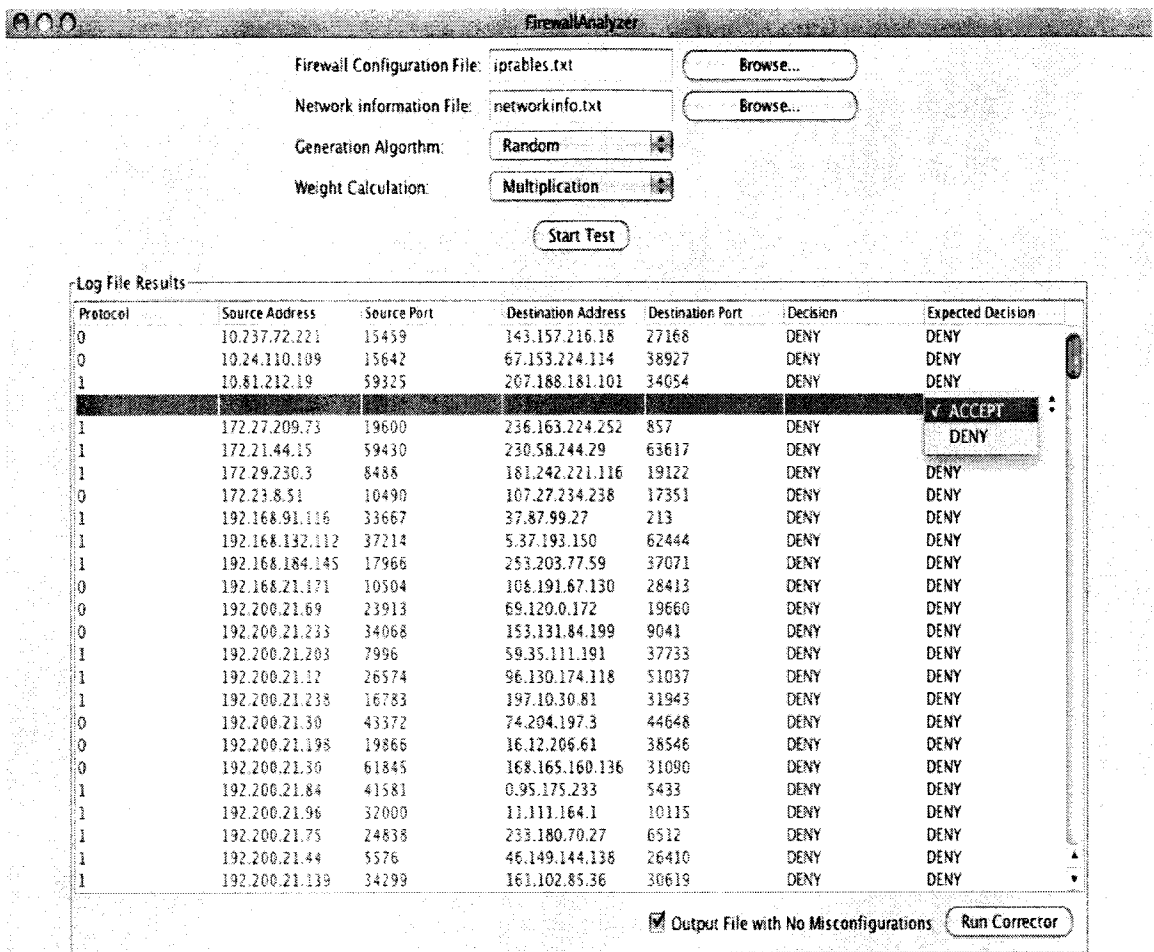 FirewallAnalyzer
Firewall Configuration File: iptables.txt Browse...
Network information File: networkinfo.txt Browse...
Generation Algorthm: Random
Weight Calculation: Multiplication
Start Test
Log File Results
Protocol Source Address Source Port Destination Address Destination Port Decision Expected Decision
0 10.237.72.221 15459 143.157.216.18 27168 DENY DENY
0 10.24.110.109 15642 67.153.224.114 38927 DENY DENY
1 10.81.212.19 59325 207.188.181.101 34054 DENY DENY
✓ ACCEPT
1 172.27.209.73 19600 236.163.224.252 857 DENY
DENY
1 172.21.44.15 59430 230.58.244.29 63617 DENY
1 172.29.230.3 8488 181.242.221.116 19122 DENY DENY
0 172.23.8.51 10490 107.27.234.238 17351 DENY DENY
1 192.168.91.116 33667 37.87.99.27 213 DENY DENY
1 192.168.132.112 37214 5.37.193.150 62444 DENY DENY
1 192.168.184.145 17966 253.203.77.59 37071 DENY DENY
0 192.168.21.171 10504 108.191.67.130 28413 DENY DENY
0 192.200.21.69 23913 69.120.0.172 19660 DENY DENY
0 192.200.21.233 34068 153.131.84.199 9041 DENY DENY
1 192.200.21.203 7996 59.35.111.191 37733 DENY DENY
1 192.200.21.12 26574 96.130.174.118 51037 DENY DENY
1 192.200.21.238 16783 197.10.30.81 31943 DENY DENY
0 192.200.21.30 43372 74.204.197.3 44648 DENY DENY
0 192.200.21.198 19866 16.12.206.61 38546 DENY DENY
0 192.200.21.30 61845 168.165.160.136 31090 DENY DENY
1 192.200.21.84 41581 0.95.175.233 5433 DENY DENY
1 192.200.21.96 32000 11.111.164.1 10115 DENY DENY
1 192.200.21.75 24838 233.180.70.27 6512 DENY DENY
1 192.200.21.44 5576 46.149.144.138 26410 DENY DENY
1 192.200.21.139 34299 161.102.85.36 30619 DENY DENY
Output File with No Misconfigurations Run Corrector